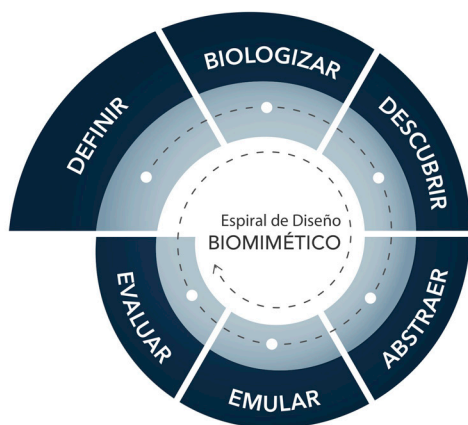 DEFINIR
BIOLOGIZAR
DESCUBRIR
ABSTRAER
EMULAR
EVALUAR
Espiral de Diseño
BIOMIMÉTICO